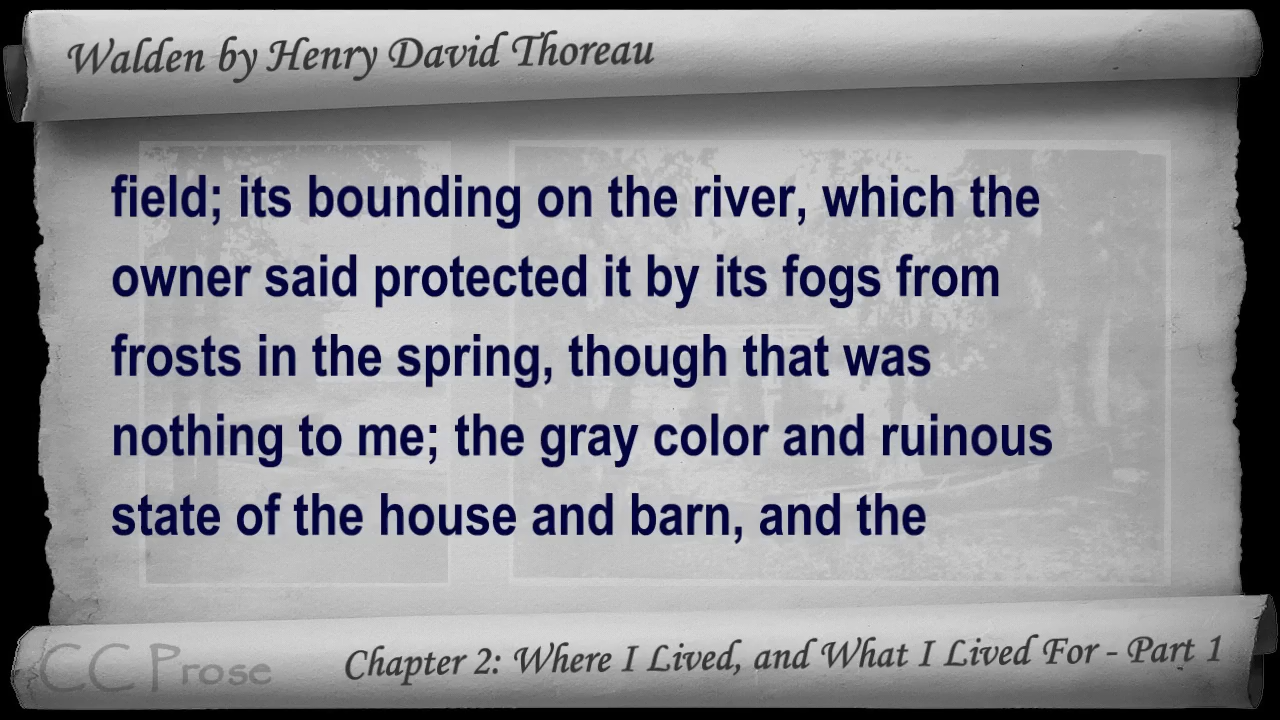 Walden by Henry David Thoreau
field; its bounding on the river, which the
owner said protected it by its fogs from
frosts in the spring, though that was
nothing to me; the gray color and ruinous
state of the house and barn, and the
CC Prose
Chapter 2: Where I Lived, and What I Lived For - Part 1